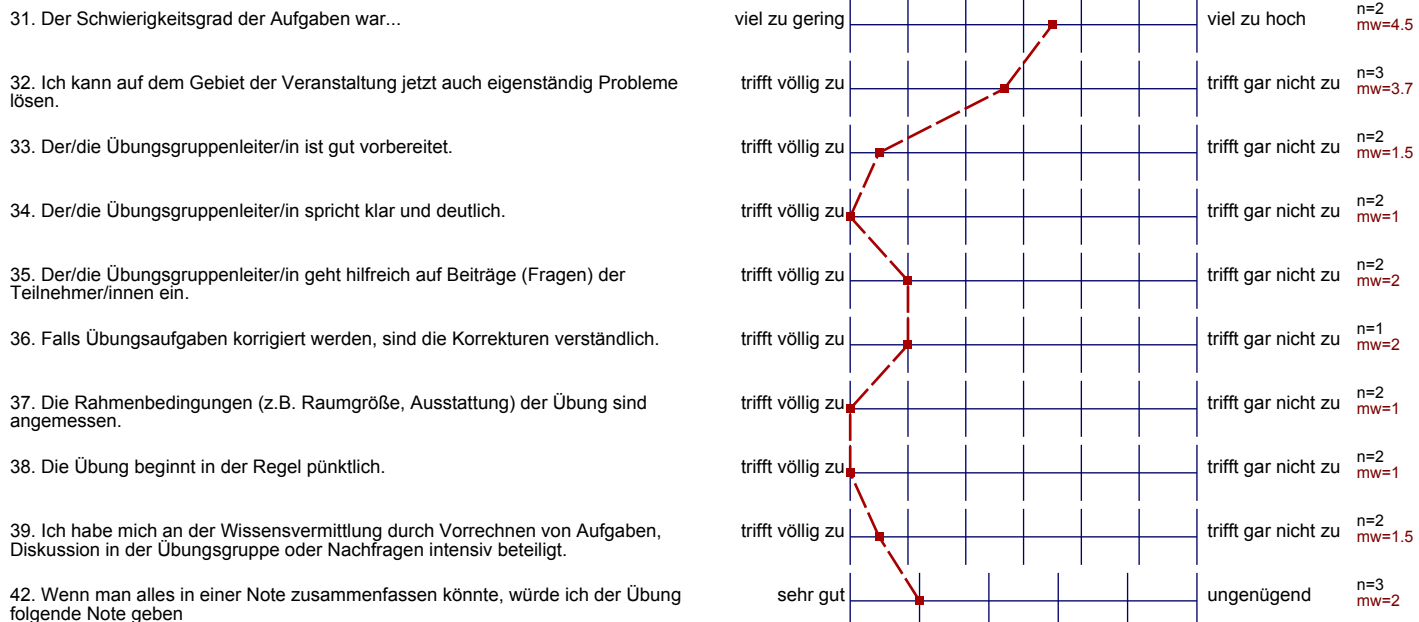 31. Der Schwierigkeitsgrad der Aufgaben war...
viel zu gering
viel zu hoch
n=2
mw=4.5
32. Ich kann auf dem Gebiet der Veranstaltung jetzt auch eigenständig Probleme
lösen.
trifft völlig zu
trifft gar nicht zu
n=3
mw=3.7
33. Der/die Übungsgruppenleiter/in ist gut vorbereitet.
trifft völlig zu
trifft gar nicht zu
n=2
mw=1.5
34. Der/die Übungsgruppenleiter/in spricht klar und deutlich.
trifft völlig zu
trifft gar nicht zu
n=2
mw=1
35. Der/die Übungsgruppenleiter/in geht hilfreich auf Beiträge (Fragen) der
Teilnehmer/innen ein.
trifft völlig zu
trifft gar nicht zu
n=2
mw=2
36. Falls Übungsaufgaben korrigiert werden, sind die Korrekturen verständlich.
trifft völlig zu
trifft gar nicht zu
n=1
mw=2
37. Die Rahmenbedingungen (z.B. Raumgröße, Ausstattung) der Übung sind
angemessen.
trifft völlig zu
trifft gar nicht zu
n=2
mw=1
38. Die Übung beginnt in der Regel pünktlich.
trifft völlig zu
trifft gar nicht zu
n=2
mw=1
39. Ich habe mich an der Wissensvermittlung durch Vorrechnen von Aufgaben,
Diskussion in der Übungsgruppe oder Nachfragen intensiv beteiligt.
trifft völlig zu
trifft gar nicht zu
n=2
mw=1.5
42. Wenn man alles in einer Note zusammenfassen könnte, würde ich der Übung
folgende Note geben
sehr gut
ungenügend
n=3
mw=2